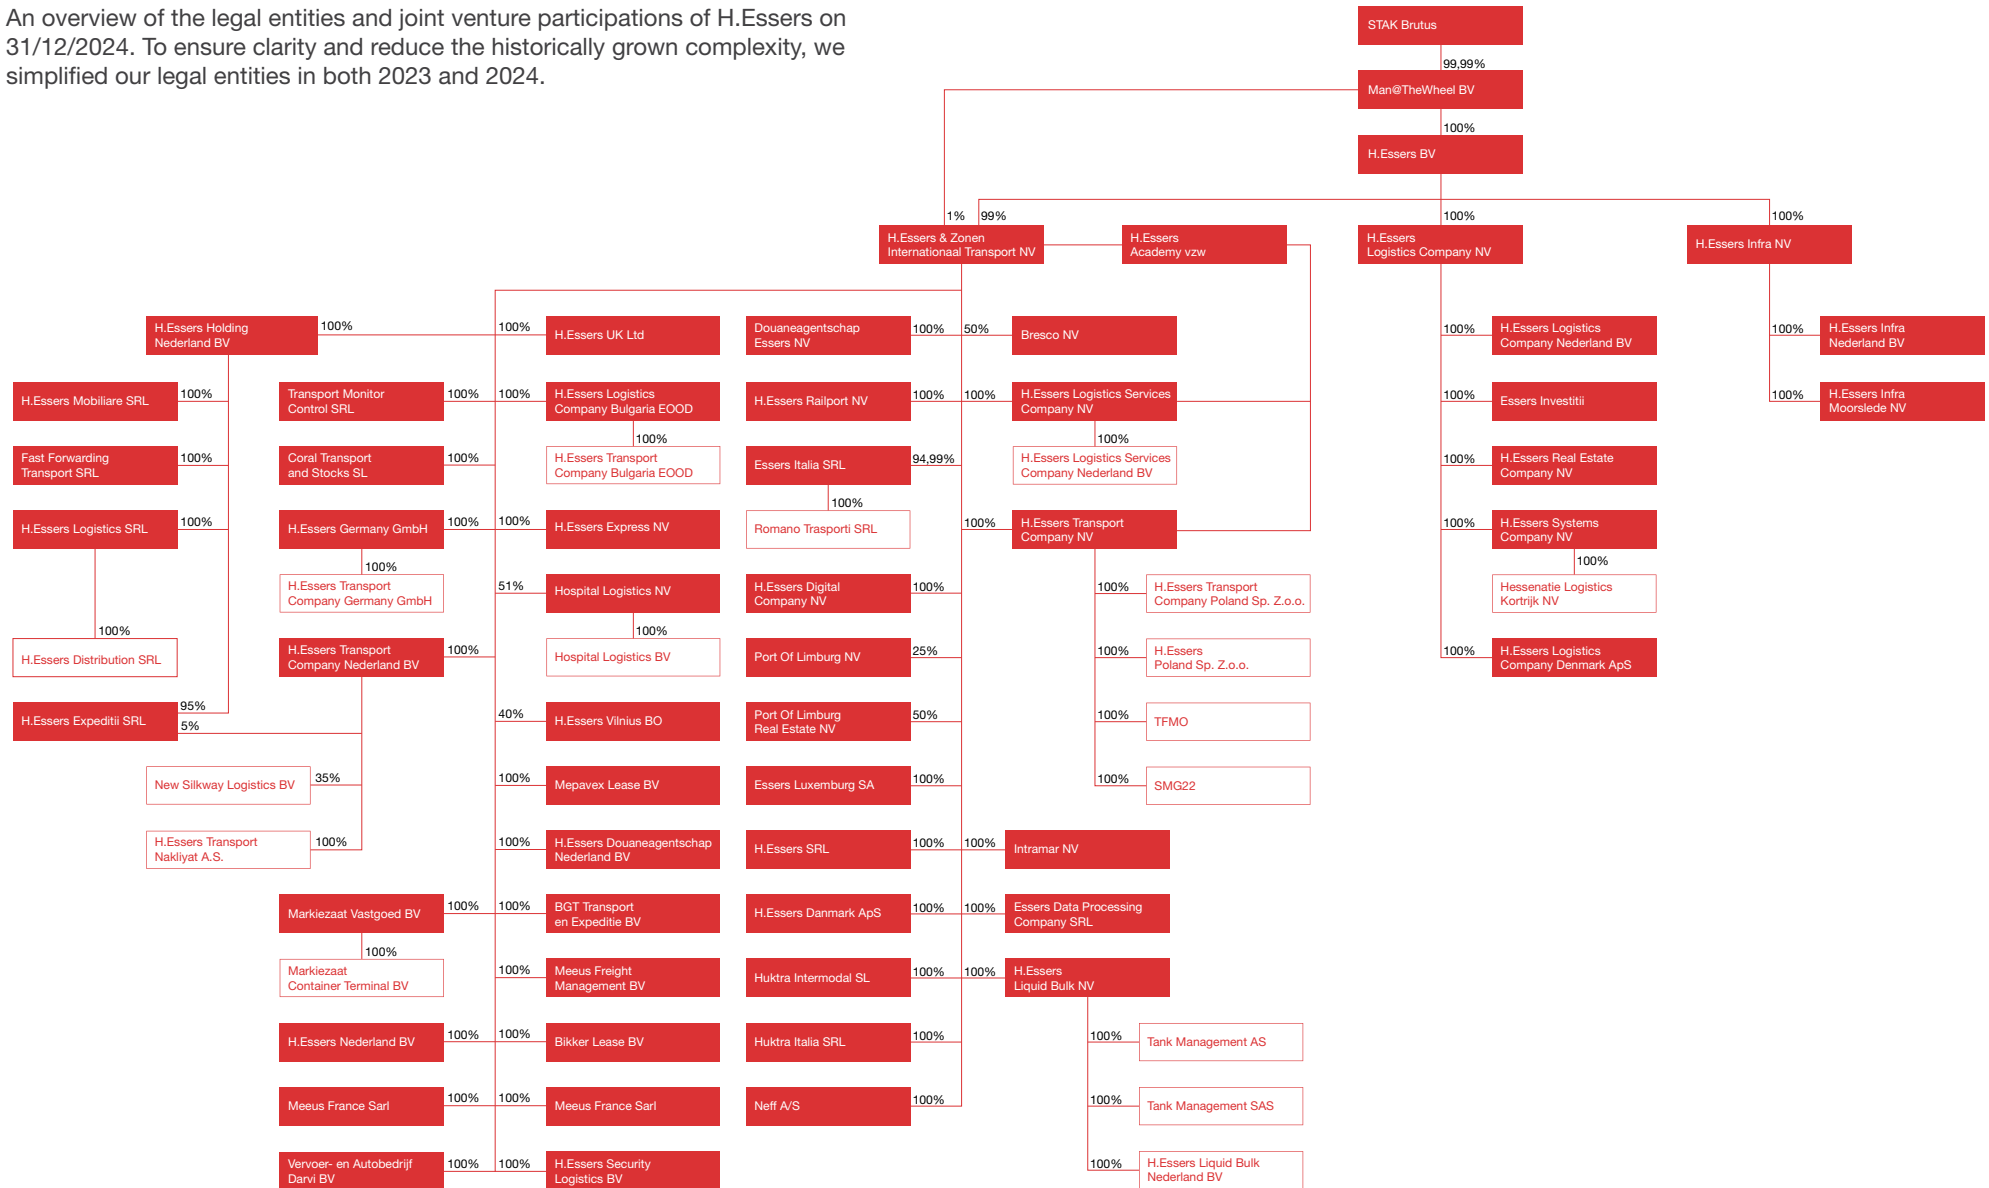 An overview of the legal entities and joint venture participations of H.Essers on
31/12/2024. To ensure clarity and reduce the historically grown complexity, we
simplified our legal entities in both 2023 and 2024.
STAK Brutus
99,99%
Man@TheWheel BV
100%
H.Essers BV
1%
99%
100%
100%
H.Essers & Zonen
Internationaal Transport NV
H.Essers
Academy vzw
H.Essers
Logistics Company NV
H.Essers Infra NV
H.Essers Holding
Nederland BV
100%
100%
H.Essers UK Ltd
Douaneagentschap
Essers NV
100%
50%
Bresco NV
100%
H.Essers Logistics
Company Nederland BV
100%
H.Essers Infra
Nederland BV
H.Essers Mobiliare SRL
100%
Transport Monitor
Control SRL
100%
100%
H.Essers Logistics
Company Bulgaria EOOD
H.Essers Railport NV
100%
100%
H.Essers Logistics Services
Company NV
100%
Essers Investitii
100%
H.Essers Infra
Moorslede NV
100%
100%
Fast Forwarding
Transport SRL
100%
Coral Transport
and Stocks SL
100%
H.Essers Transport
Company Bulgaria EOOD
Essers Italia SRL
94,99%
H.Essers Logistics Services
Company Nederland BV
100%
H.Essers Real Estate
Company NV
100%
H.Essers Logistics SRL
100%
H.Essers Germany GmbH
100%
100%
H.Essers Express NV
Romano Trasporti SRL
100%
H.Essers Transport
Company NV
100%
H.Essers Systems
Company NV
100%
100%
H.Essers Transport
Company Germany GmbH
51%
Hospital Logistics NV
H.Essers Digital
Company NV
100%
100%
H.Essers Transport
Company Poland Sp. Z.o.o.
Hessenatie Logistics
Kortrijk NV
100%
100%
H.Essers Distribution SRL
H.Essers Transport
Company Nederland BV
100%
Hospital Logistics BV
Port Of Limburg NV
25%
100%
H.Essers
Poland Sp. Z.o.o.
100%
H.Essers Logistics
Company Denmark ApS
H.Essers Expeditii SRL
95%
5%
40%
H.Essers Vilnius BO
Port Of Limburg
Real Estate NV
50%
100%
TFMO
New Silkway Logistics BV
35%
100%
Mepavex Lease BV
Essers Luxemburg SA
100%
100%
SMG22
H.Essers Transport
Nakliyat A.S.
100%
100%
H.Essers Douaneagentschap
Nederland BV
H.Essers SRL
100%
100%
Intramar NV
Markiezaat Vastgoed BV
100%
100%
BGT Transport
en Expeditie BV
H.Essers Danmark ApS
100%
100%
Essers Data Processing
Company SRL
100%
Markiezaat
Container Terminal BV
100%
Meeus Freight
Management BV
Huktra Intermodal SL
100%
100%
H.Essers
Liquid Bulk NV
H.Essers Nederland BV
100%
100%
Bikker Lease BV
Huktra Italia SRL
100%
100%
Tank Management AS
Meeus France Sarl
100%
100%
Meeus France Sarl
Neff A/S
100%
100%
Tank Management SAS
Vervoer- en Autobedrijf
Darvi BV
100%
100%
H.Essers Security
Logistics BV
100%
H.Essers Liquid Bulk
Nederland BV